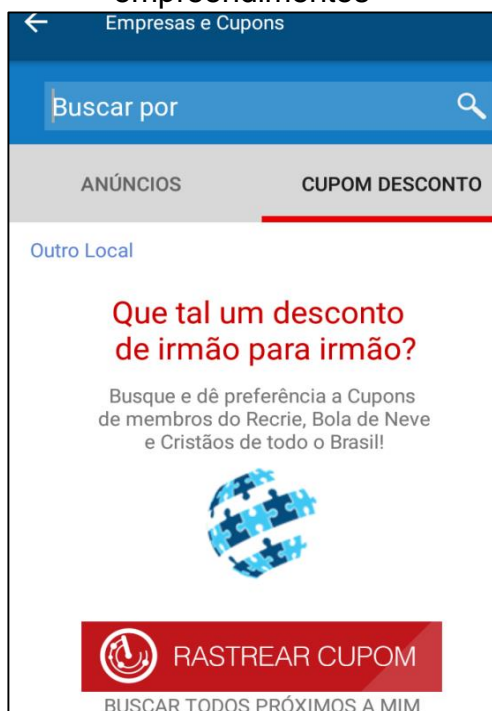 empreendimentos
Empresas e Cupons
Buscar por
ANÚNCIOS
CUPOM DESCONTO
Outro Local
Que tal um desconto
de irmão para irmão?
Busque e dê preferência a Cupons
de membros do Recrie, Bola de Neve
e Cristãos de todo o Brasil!
RASTREAR CUPOM
BUSCAR TODOS PRÓXIMOS A MIM